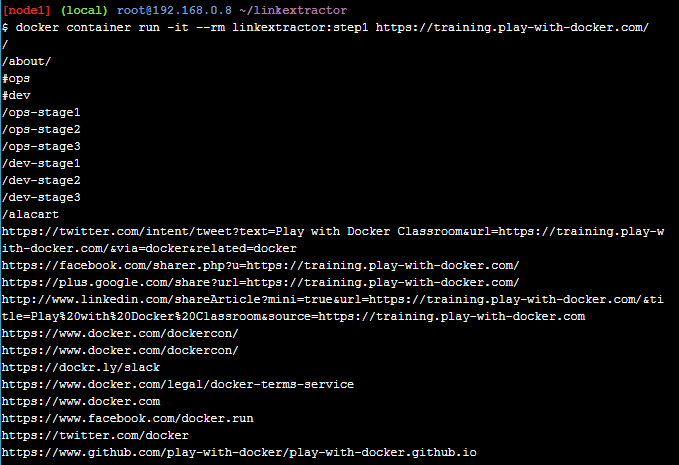 [node1] (local) root@192.168.0.8 ~/linkextractor
$ docker container run -it --rm linkextractor:step1 https://training.play-with-docker.com/
/
/about/
#ops
#dev
/ops-stage1
/ops-stage2
/ops-stage3
/dev-stage1
/dev-stage2
/dev-stage3
/alacart
https://twitter.com/intent/tweet?text=Play with Docker Classroom&url=https://training.play-w
ith-docker.com/&via=docker&related=docker
https://facebook.com/sharer.php?u=https://training.play-with-docker.com/
https://plus.google.com/share?url=https://training.play-with-docker.com/
http://www.linkedin.com/shareArticle?mini=true&url=https://training.play-with-docker.com/&ti
tle=Play%20with%20Docker%20Classroom&source=https://training.play-with-docker.com
https://www.docker.com/dockercon/
https://www.docker.com/dockercon/
https://dockr.ly/slack
https://www.docker.com/legal/docker-terms-service
https://www.docker.com
https://www.facebook.com/docker.run
https://twitter.com/docker
https://www.github.com/play-with-docker/play-with-docker.github.io